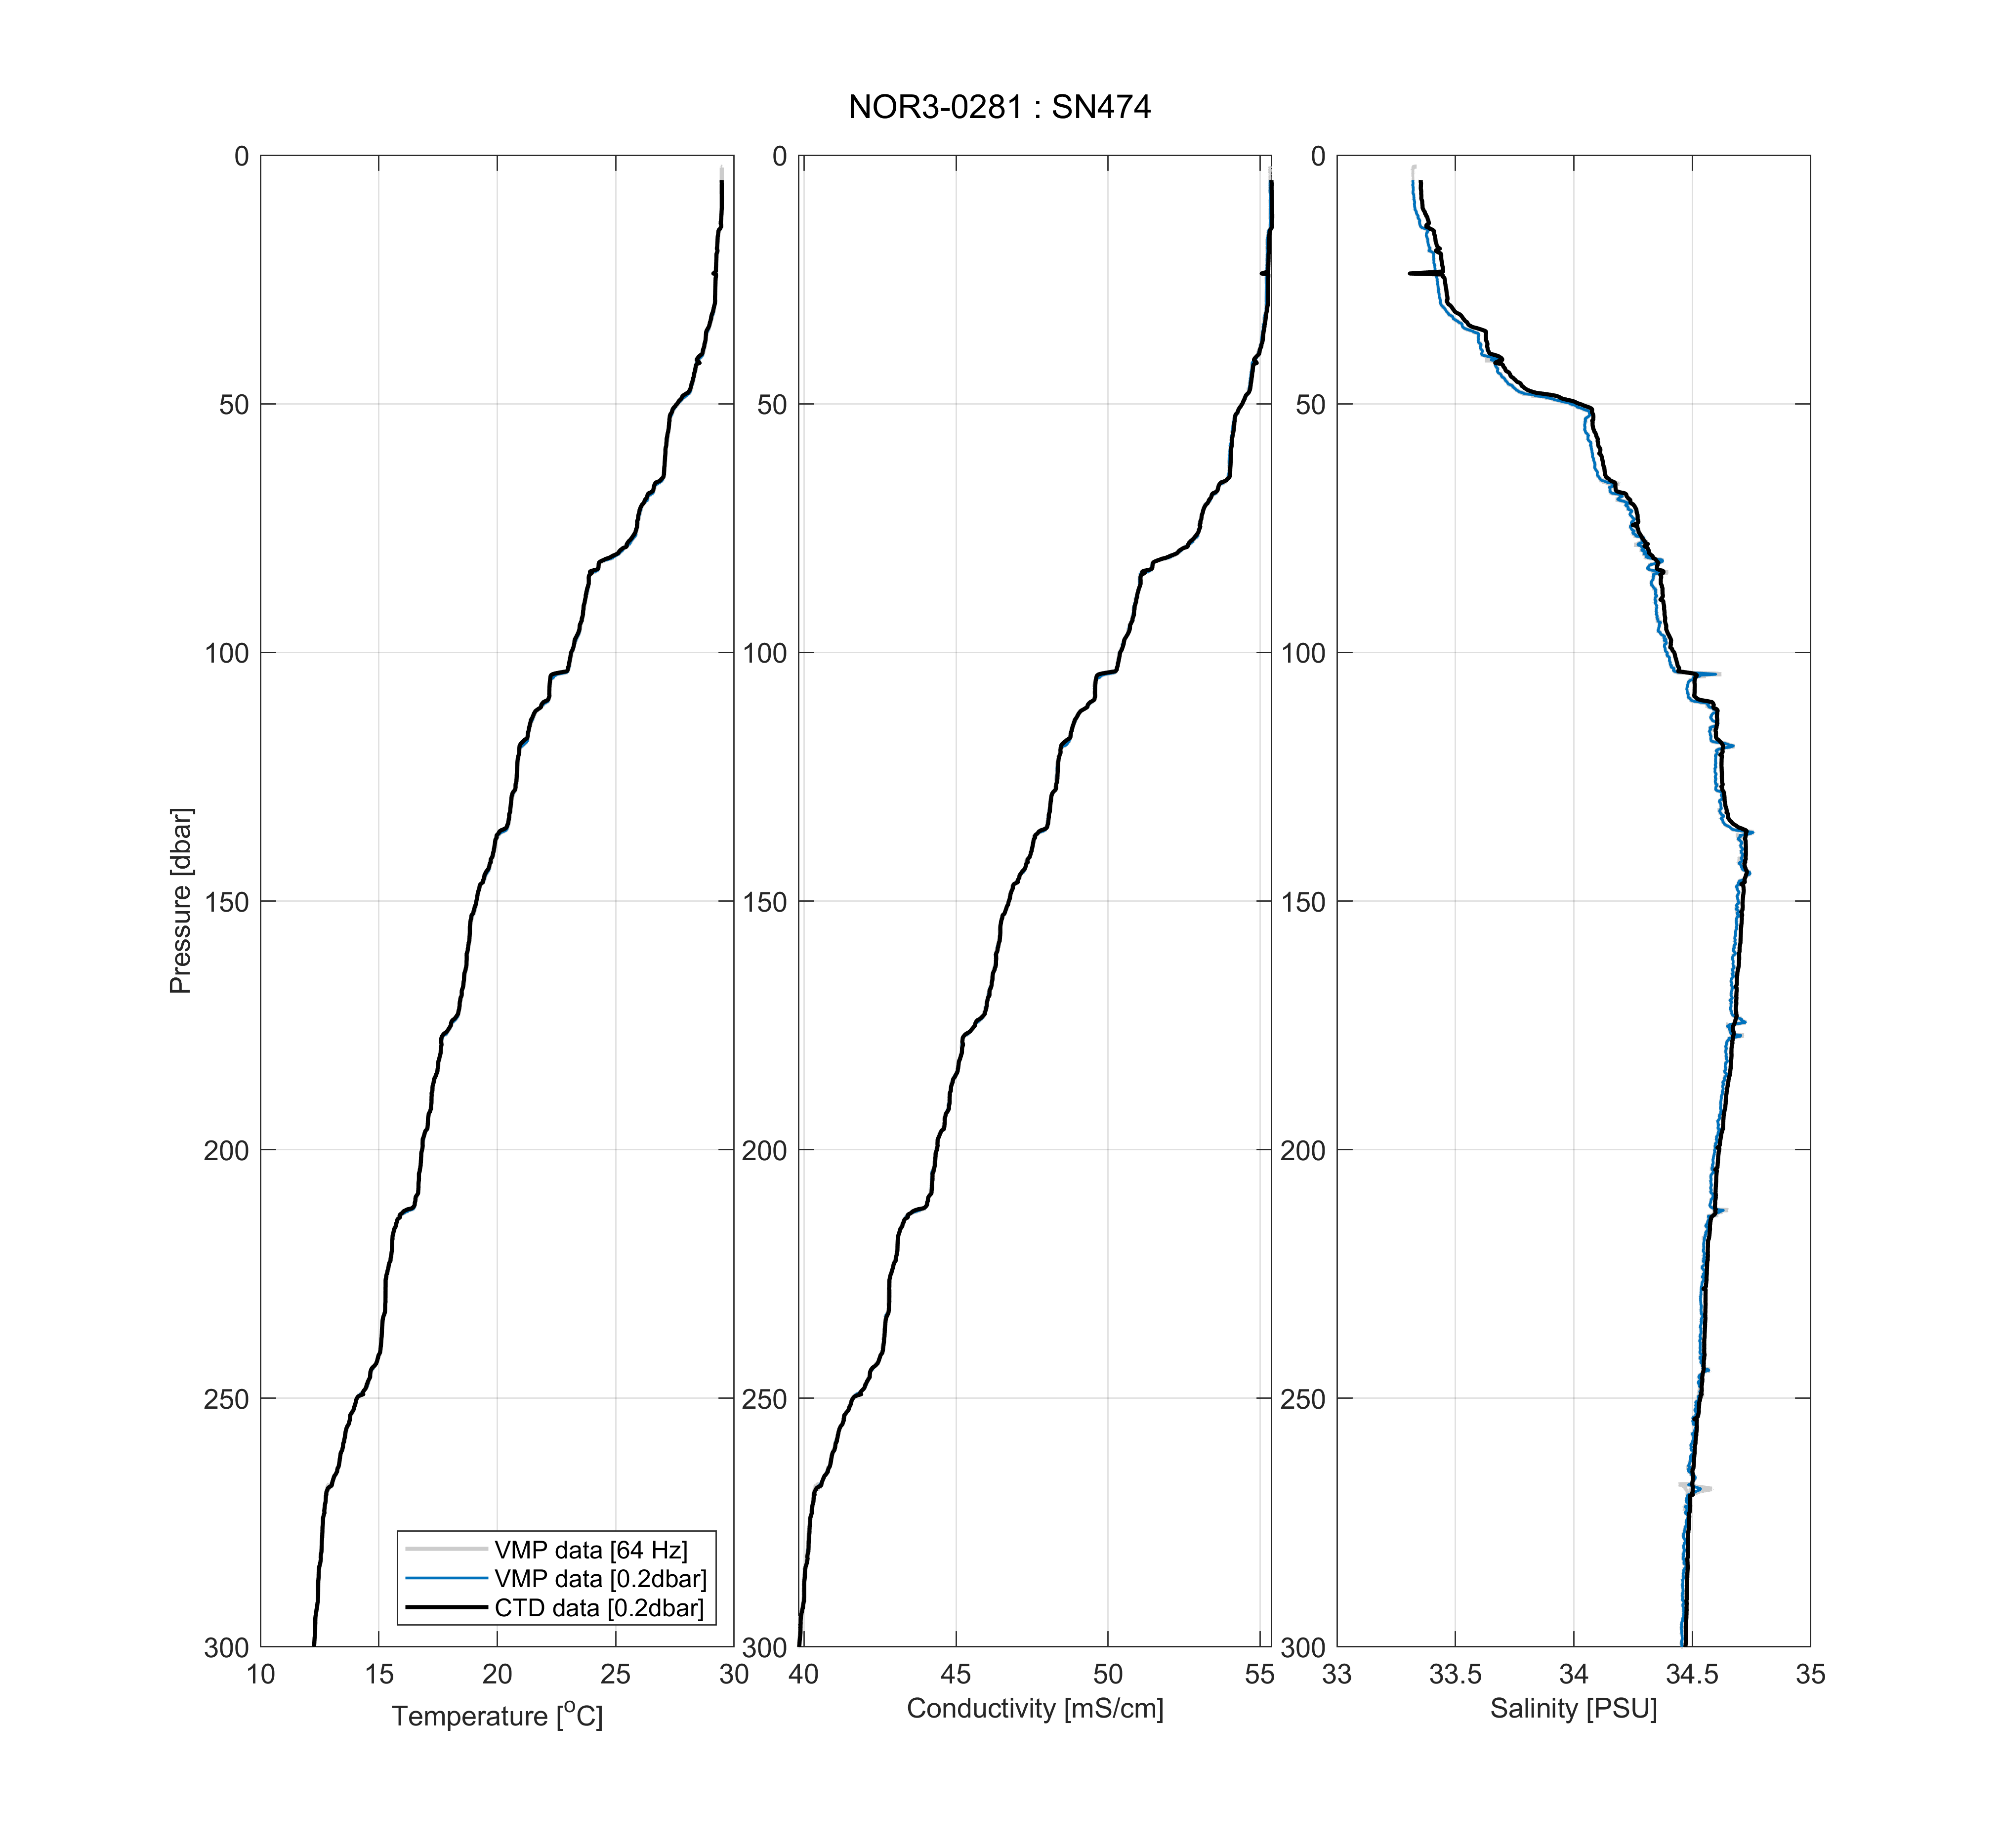 NOR3-0281 : SN474
0
50
100
150
200
250
300
Pressure [dbar]
10 15 20 25 30
Temperature [oC]
VMP data [64 Hz]
VMP data [0.2dbar]
CTD data [0.2dbar]
0
50
100
150
200
250
300
40 45 50 55
Conductivity [mS/cm]
0
50
100
150
200
250
300
33 33.5 34 34.5 35
Salinity [PSU]